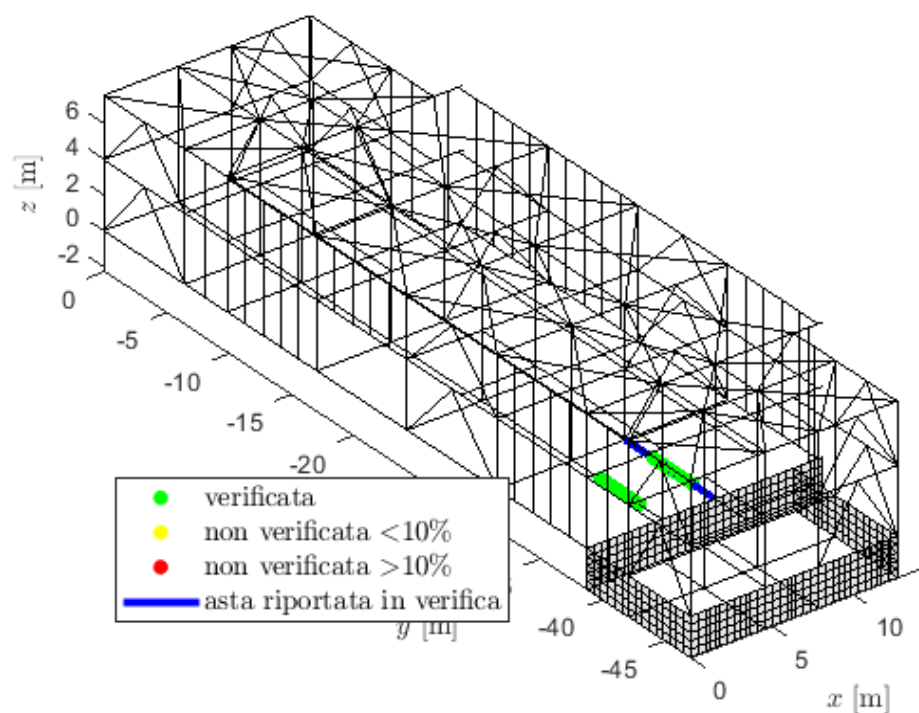 6
4
2
0
-2
z [m]
0
-5
-10
-15
-20
verificata
non verificata <10%
non verificata >10%
asta riportata in verifica
y [m]
-40
-45
0
5
10
x [m]